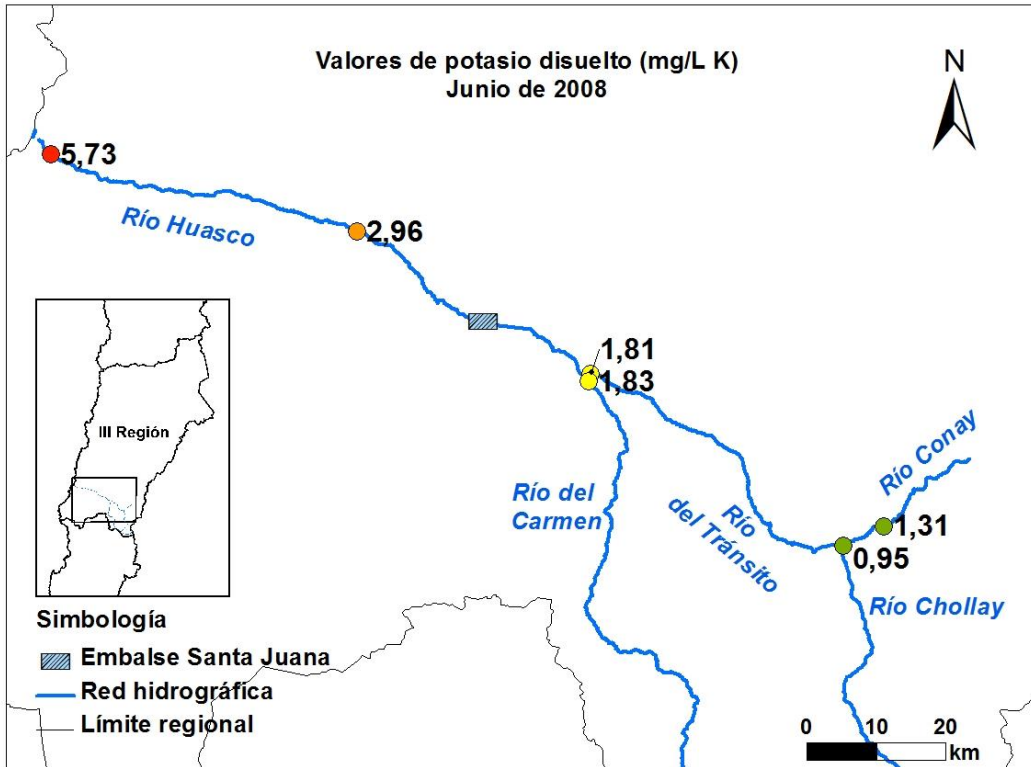 Valores de potasio disuelto (mg/L K)
Junio de 2008
N
5,73
Río Huasco
2,96
1,81
1,83
III Región
Río del
Carmen
Río
del Tránsito
Río Conay
1,31
0,95
Río Chollay
Simbología
Embalse Santa Juana
Red hidrográfica
Límite regional
0 10 20
km